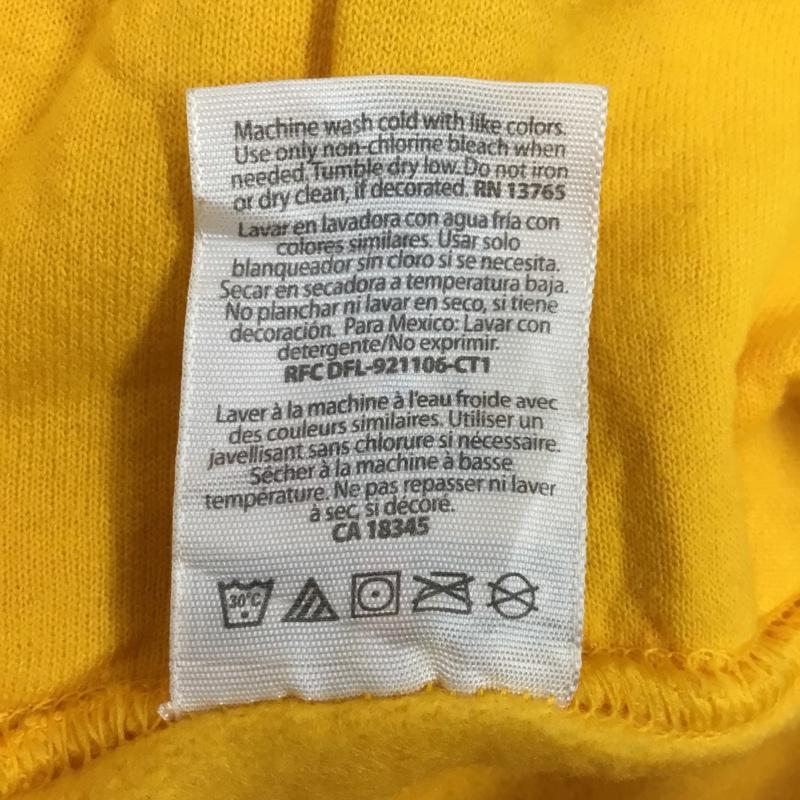 Machine wash cold with like colors.
Use only non-chlorine bleach when
needed. Tumble dry low. Do not iron
or dry clean, if decorated. RN 13765
Lavar en lavadora con agua fría con
colores similares. Usar solo
blanqueador sin cloro si se necesita.
Secar en secadora a temperatura baja.
No planchar ni lavar en seco, si tiene
decoración. Para Mexico: Lavar con
detergente/No exprimir.
RFC DFL-921106-CT1
Laver à la machine à l'eau froide avec
des couleurs similaires. Utiliser un
javellisant sans chlorure si nécessaire.
Sécher à la machine à basse
température. Ne pas repasser ni laver
à sec, si décoré.
CA 18345
30°C